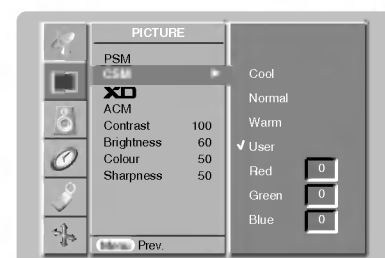 PICTURE
PSM
CSM
XD
ACM
Contrast 100
Brightness 60
Colour 50
Sharpness 50
Menu Prev.
Cool
Normal
Warm
User
Red 0
Green 0
Blue 0